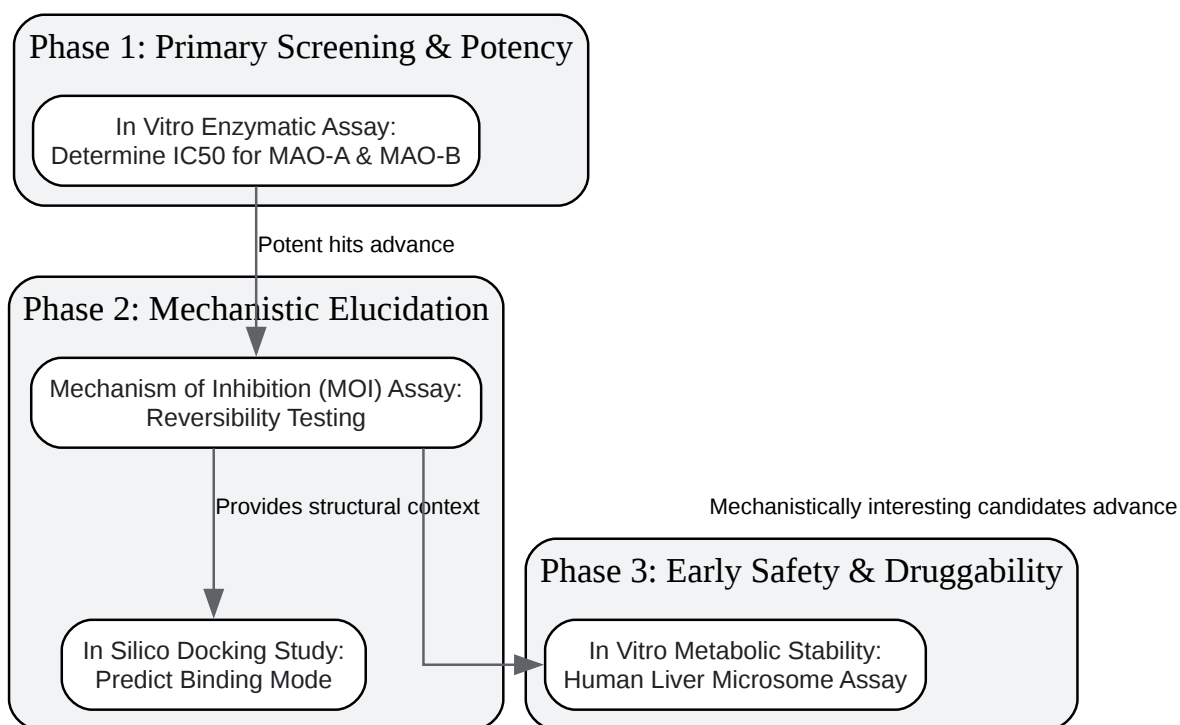 Phase 1: Primary Screening & Potency
In Vitro Enzymatic Assay:
Determine IC50 for MAO-A & MAO-B
Potent hits advance
Phase 2: Mechanistic Elucidation
Mechanism of Inhibition (MOI) Assay:
Reversibility Testing
Provides structural context
Mechanistically interesting candidates advance
In Silico Docking Study:
Predict Binding Mode
Phase 3: Early Safety & Druggability
In Vitro Metabolic Stability:
Human Liver Microsome Assay